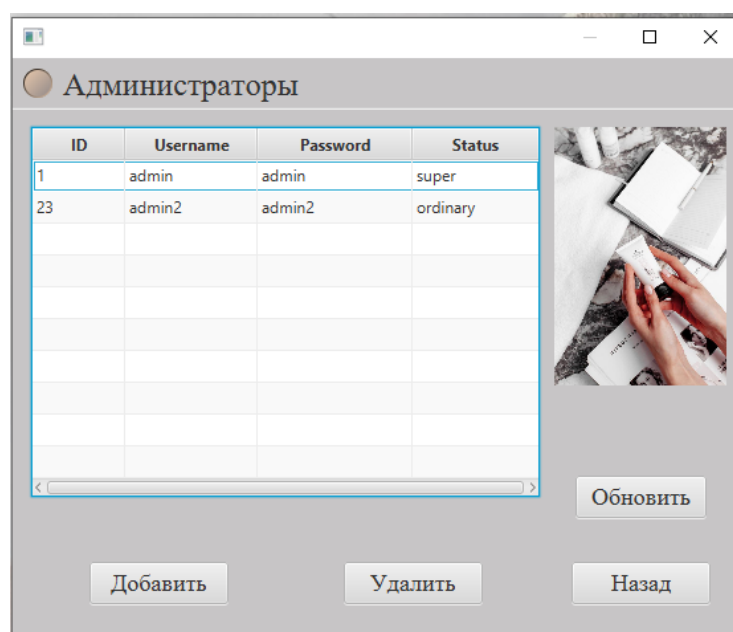 Администраторы
ID Username Password Status
1 admin admin super
23 admin2 admin2 ordinary
Обновить
Добавить Удалить Назад